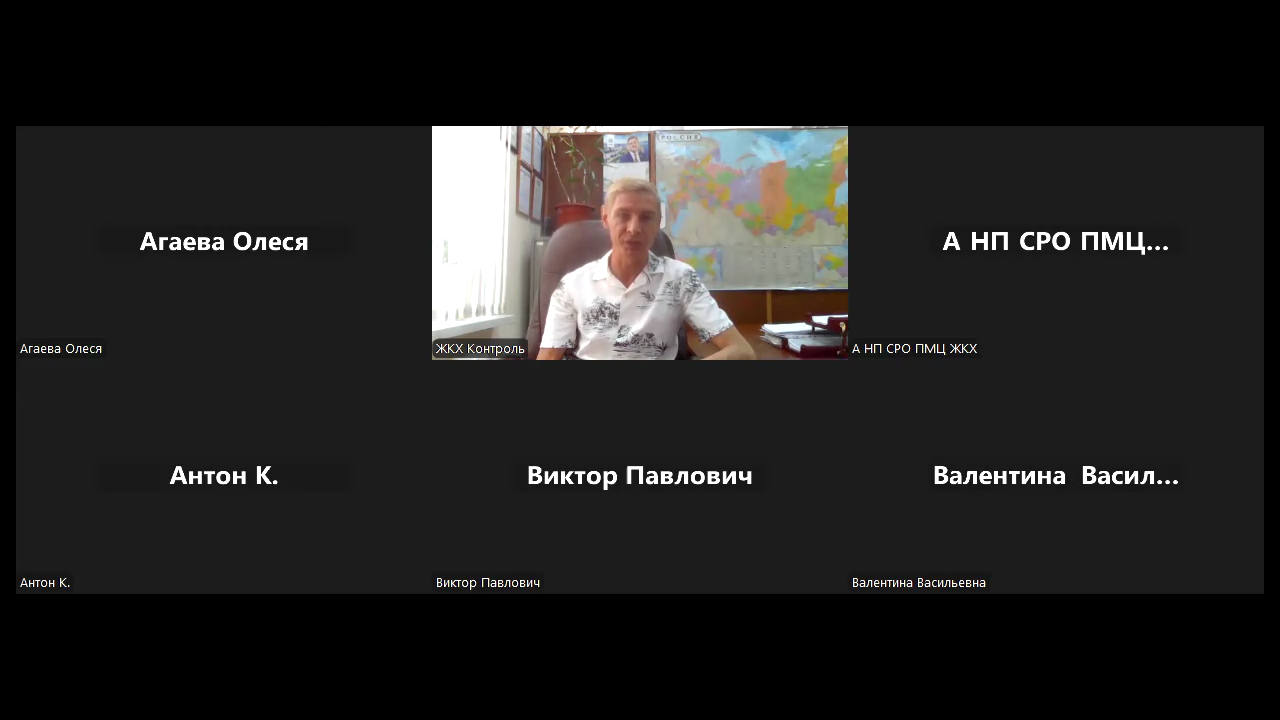 РОССИЯ
Агаева Олеся
А НП СРО ПМЦ...
Агаева Олеся
ЖКХ Контроль
А НП СРО ПМЦ ЖКХ
Антон К.
Виктор Павлович
Валентина Васил...
Антон К.
Виктор Павлович
Валентина Васильевна